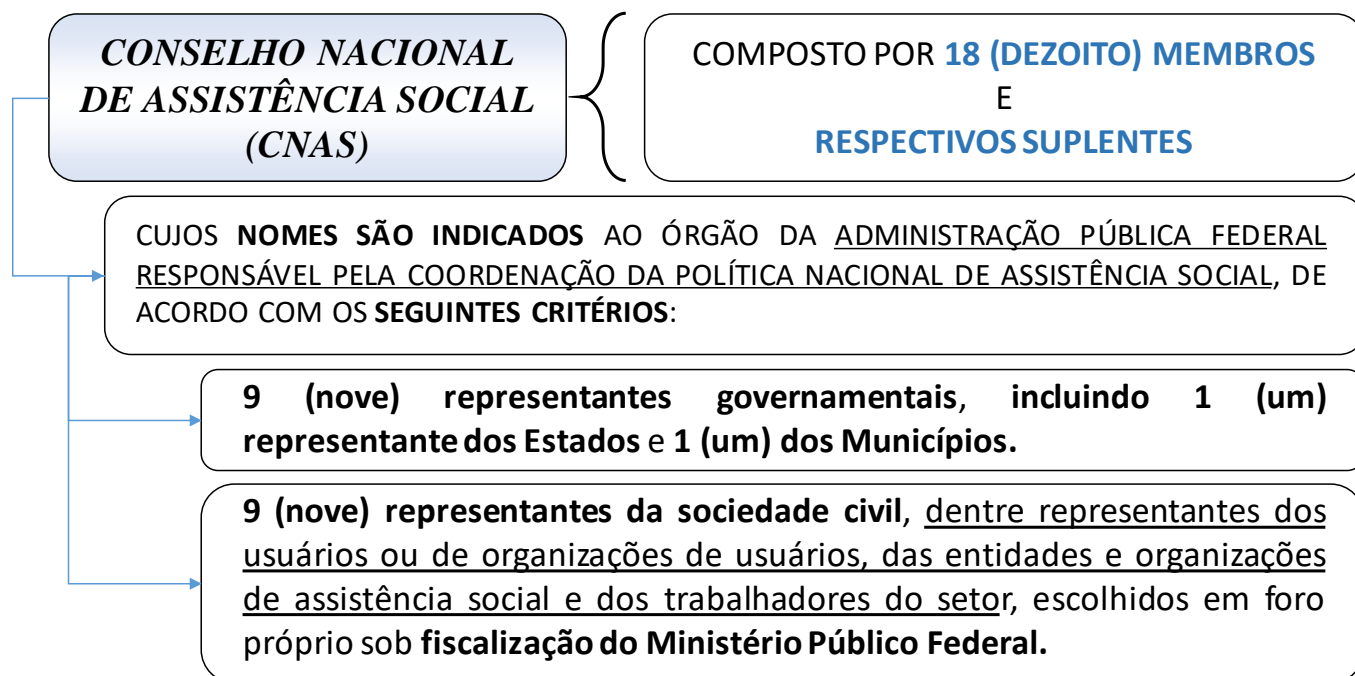 CONSELHO NACIONAL
DE ASSISTÊNCIA SOCIAL
(CNAS)
COMPOSTO POR 18 (DEZOITO) MEMBROS
E
RESPECTIVOS SUPLENTES
CUJOS NOMES SÃO INDICADOS AO ÓRGÃO DA ADMINISTRAÇÃO PÚBLICA FEDERAL
RESPONSÁVEL PELA COORDENAÇÃO DA POLÍTICA NACIONAL DE ASSISTÊNCIA SOCIAL, DE
ACORDO COM OS SEGUINTES CRITÉRIOS:
9 (nove) representantes governamentais, incluindo 1 (um)
representante dos Estados e 1 (um) dos Municípios.
9 (nove) representantes da sociedade civil, dentre representantes dos
usuários ou de organizações de usuários, das entidades e organizações
de assistência social e dos trabalhadores do setor, escolhidos em foro
próprio sob fiscalização do Ministério Público Federal.